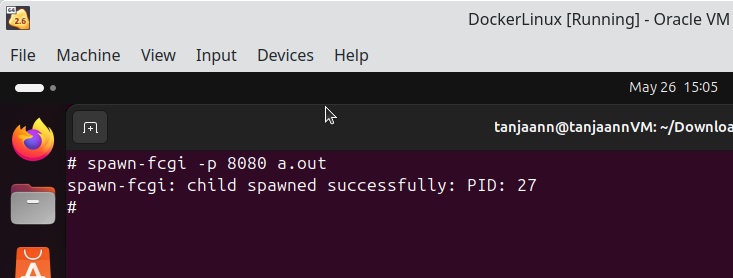 64
2.6
DockerLinux [Running] - Oracle VM
File Machine View Input Devices Help
May 26 15:05
tanjaann@tanjaannVM: ~/Downloa
# spawn-fcgi -p 8080 a.out
spawn-fcgi: child spawned successfully: PID: 27
#